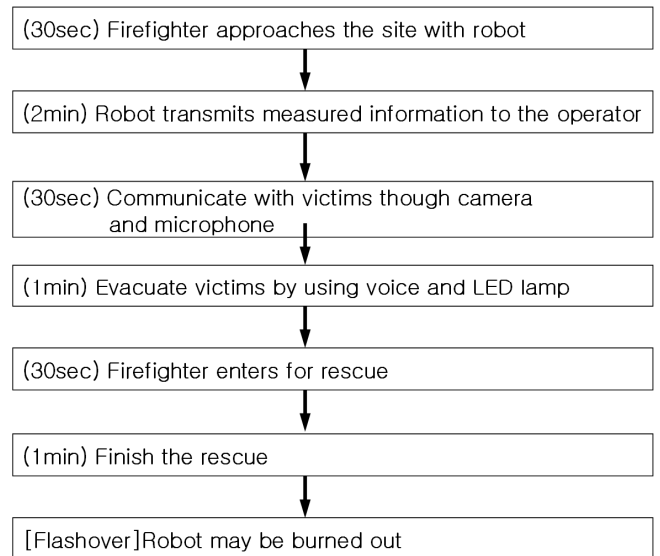 (30sec) Firefighter approaches the site with robot
(2min) Robot transmits measured information to the operator
(30sec) Communicate with victims though camera
and microphone
(1min) Evacuate victims by using voice and LED lamp
(30sec) Firefighter enters for rescue
(1min) Finish the rescue
[Flashover]Robot may be burned out